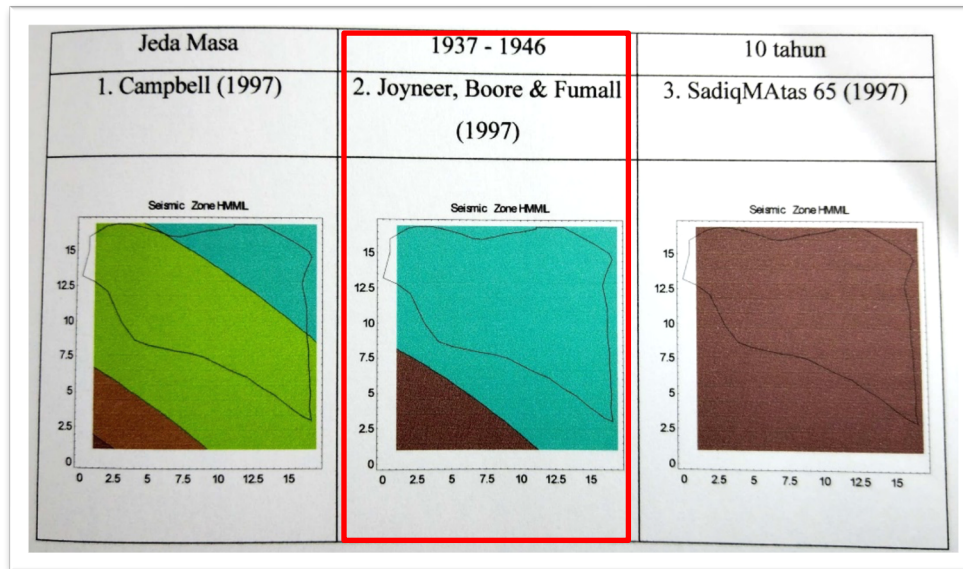 Jeda Masa
1937 - 1946
10 tahun
1. Campbell (1997)
2. Joyneer, Boore & Fumall
(1997)
3. SadiqMAtas 65 (1997)
Seismic Zone HMMIL
15
12.5
10
7.5
5
2.5
0
0 2.5 5 7.5 10 12.5 15
Seismic Zone HMMIL
15
12.5
10
7.5
5
2.5
0
0 2.5 5 7.5 10 12.5 15
Seismic Zone HMMIL
15
12.5
10
7.5
5
2.5
0
0 2.5 5 7.5 10 12.5 15